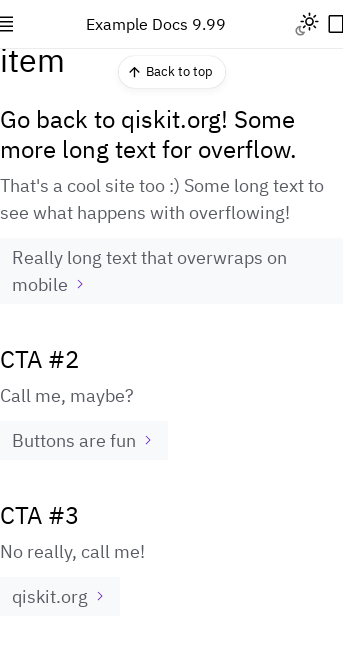 Example Docs 9.99
item
Back to top
Go back to qiskit.org! Some
more long text for overflow.
That's a cool site too :) Some long text to
see what happens with overflowing!
Really long text that overwraps on
mobile
CTA #2
Call me, maybe?
Buttons are fun
CTA #3
No really, call me!
qiskit.org